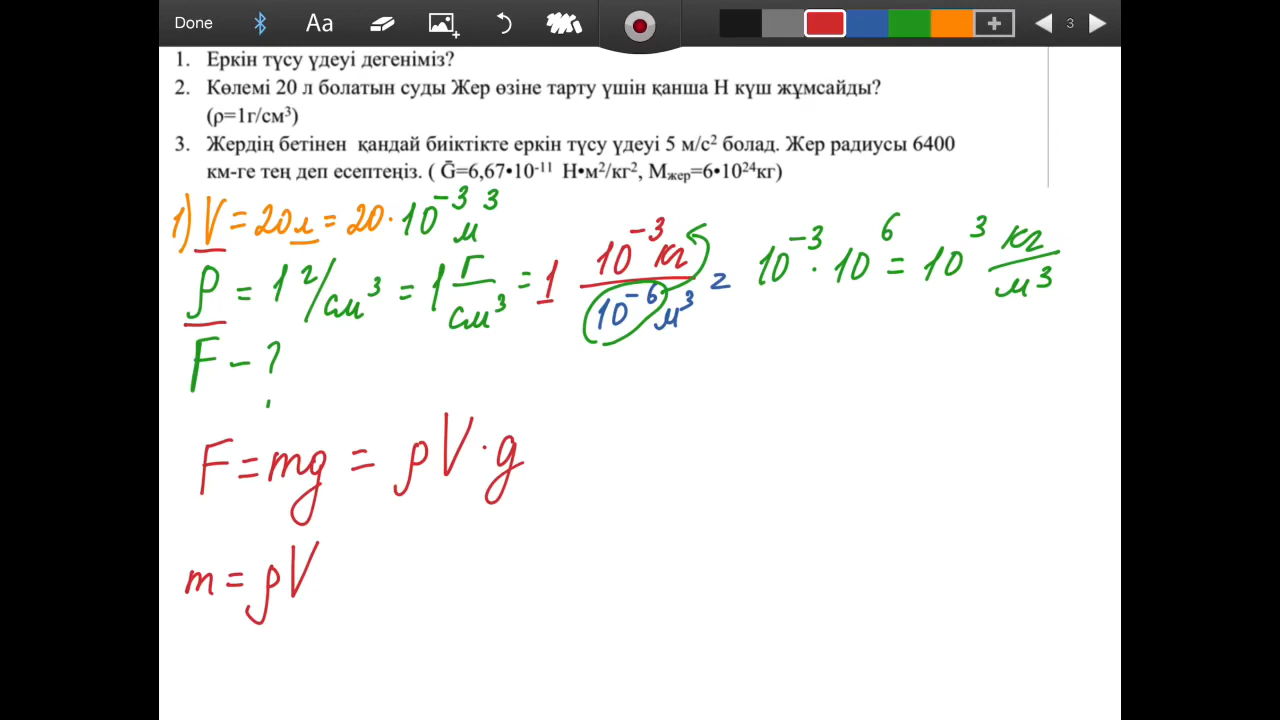 Done Aa 3
1. Еркін түсу үдеуі дегеніміз?
2. Көлемі 20 л болатын суды Жер өзіне тарту үшін қанша Н күш жұмсайды?
(ρ=1г/см³)
3. Жердің бетінен қандай биіктікте еркін түсу үдеуі 5 м/с² болад. Жер радиусы 6400
км-ге тең деп есептеңіз. ( Ḡ=6,67•10⁻¹¹ Н•м²/кг², Mжер=6•10²⁴кг)
1) V = 20л = 20 · 10⁻³ м³
ρ = 1 г/см³ = 1 г/см³ = 1 10⁻³ кг / 10⁻⁶ м³ = 10⁻³ · 10⁶ = 10³ кг/м³
F - ?
F = mg = ρV · g
m = ρV